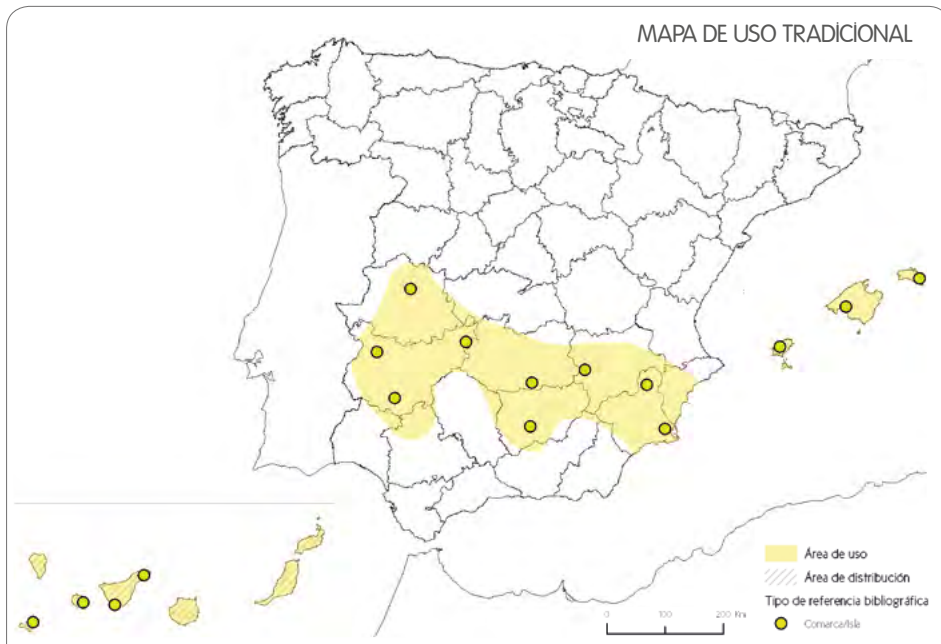 MAPA DE USO TRADICIONAL
Área de uso
Área de distribución
Tipo de referencia bibliográfica
Comarca/Isla
0 100 200 Km